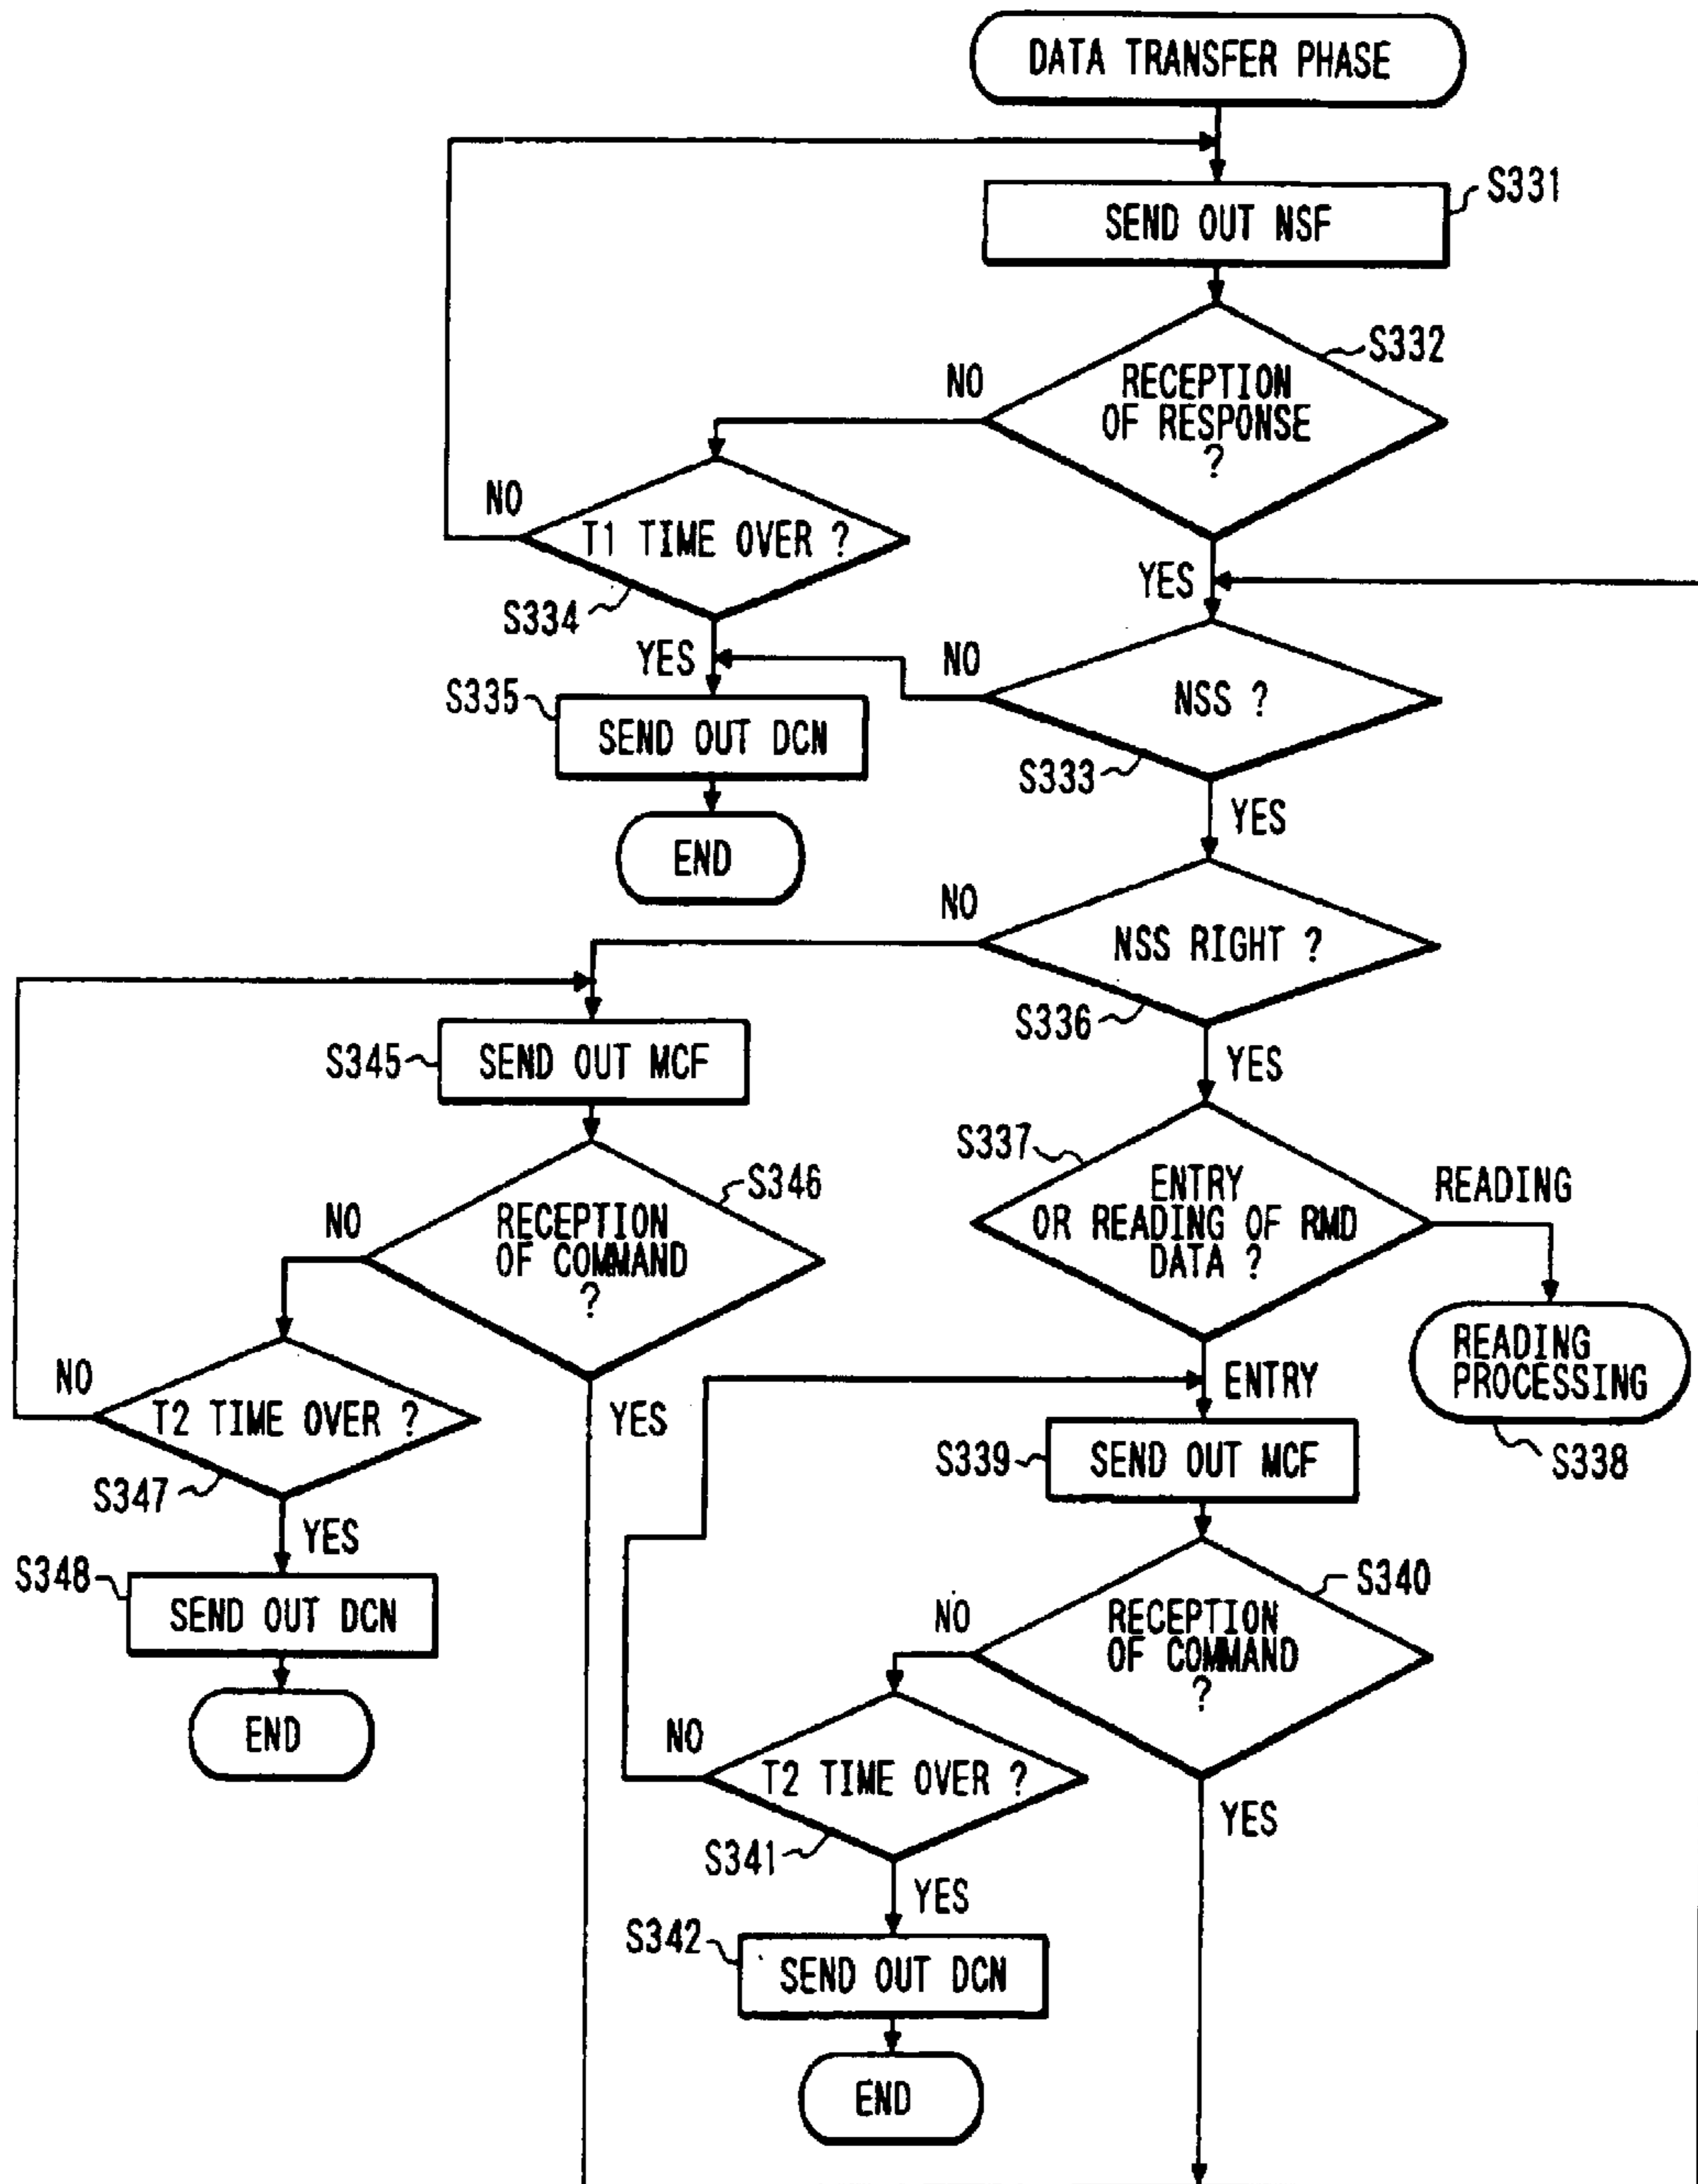 DATA TRANSFER PHASE
S331
SEND OUT NSF
S332
NO
RECEPTION
OF RESPONSE
?
NO
T1 TIME OVER ?
S334
YES
YES
NO
NSS ?
S333
S335
SEND OUT DCN
END
YES
NO
NSS RIGHT ?
S336
YES
S345
SEND OUT MCF
S337
ENTRY
OR READING OF RMD
DATA ?
READING
READING
PROCESSING
S338
S346
NO
RECEPTION
OF COMMAND
?
YES
NO
T2 TIME OVER ?
S347
YES
S348
SEND OUT DCN
END
ENTRY
S339
SEND OUT MCF
S340
NO
RECEPTION
OF COMMAND
?
YES
NO
T2 TIME OVER ?
S341
YES
S342
SEND OUT DCN
END